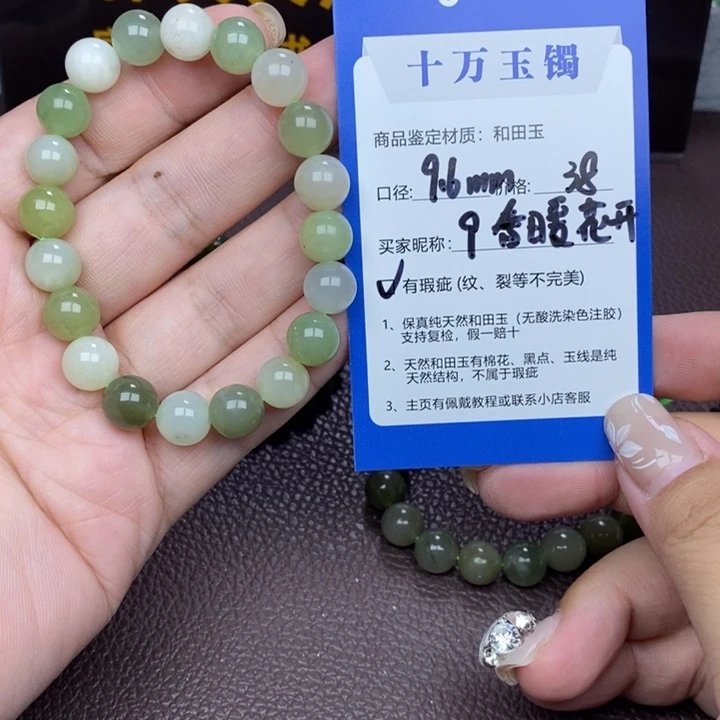 十万玉镯
商品鉴定材质：和田玉
口径: 9.6mm 价格: 38
买家昵称: 9 香日暖花开
✓有瑕疵 (纹、裂等不完美)
1、保真纯天然和田玉（无酸洗染色注胶）
支持复检，假一赔十
2、天然和田玉有棉花、黑点、玉线是纯
天然结构，不属于瑕疵
3、主页有佩戴教程或联系小店客服